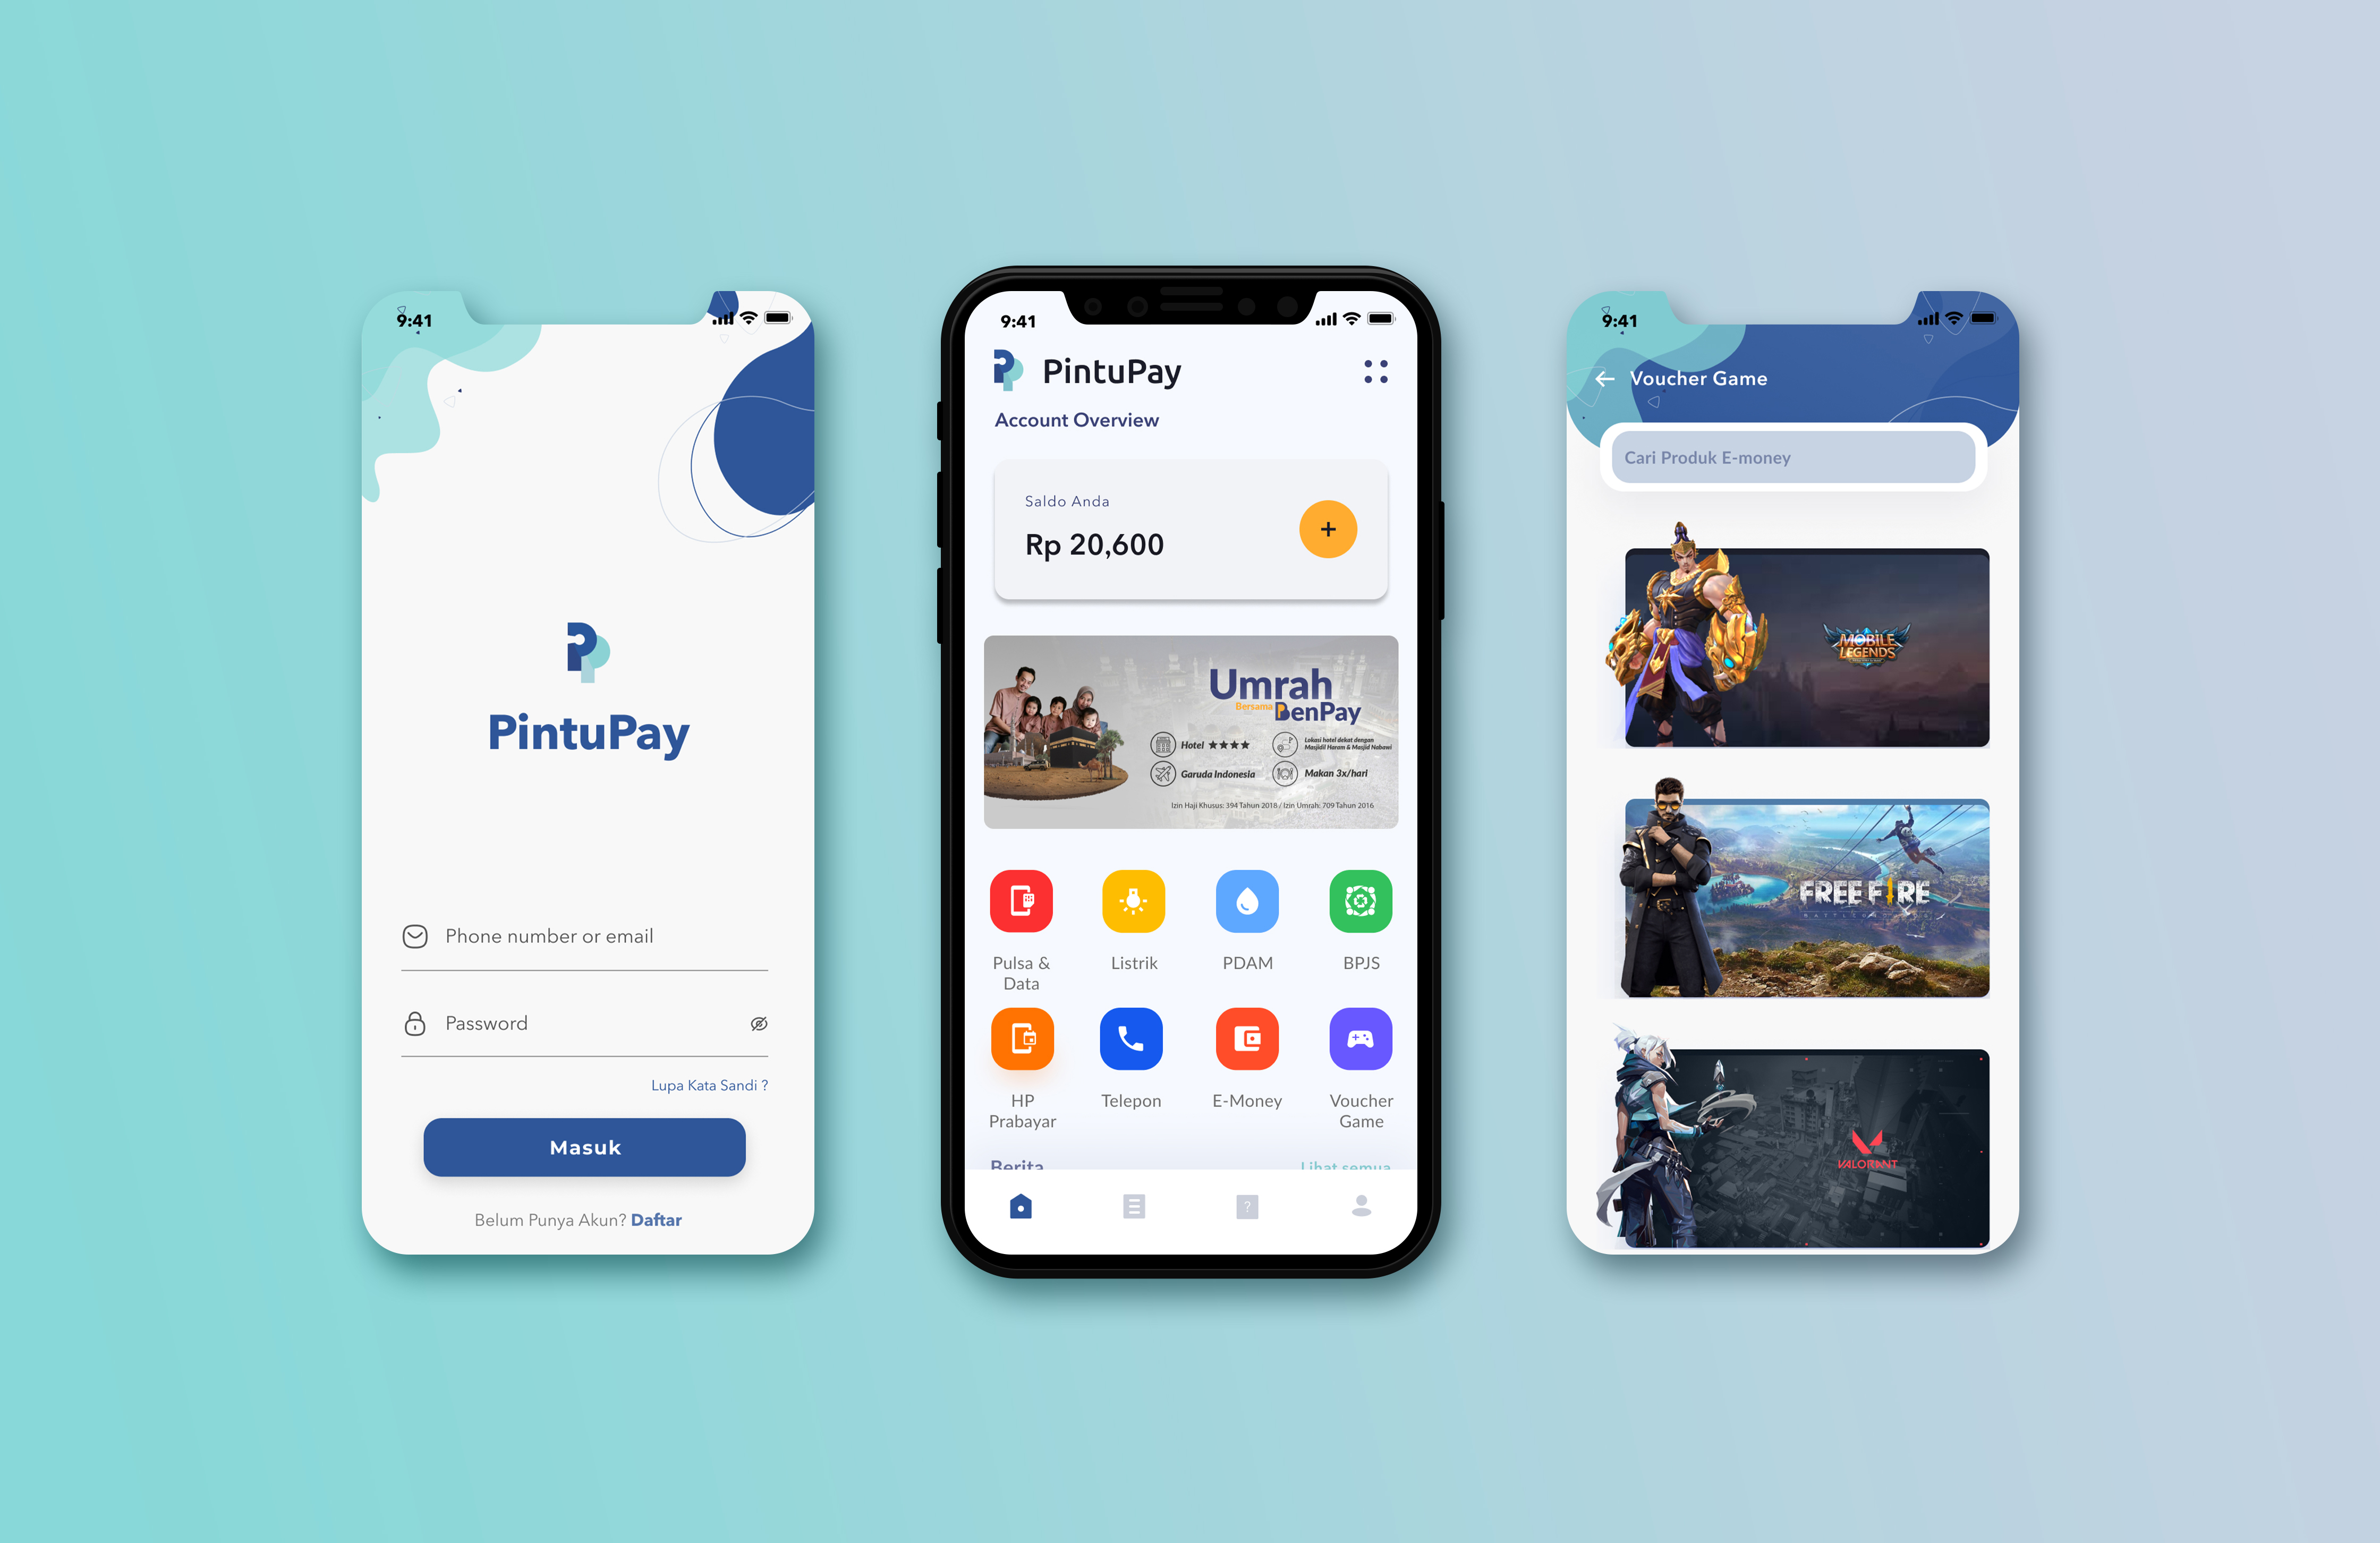 9:41
PintuPay
Phone number or email
Password
Lupa Kata Sandi ?
Masuk
Belum Punya Akun? Daftar
9:41
PintuPay
Account Overview
Saldo Anda
Rp 20,600
+
Umrah
Bersama BenPay
Hotel ★★★★
Lokasi hotel dekat dengan
Masjidil Haram & Masjid Nabawi
Garuda Indonesia
Makan 3x/hari
Izin Haji Khusus: 394 Tahun 2018 / Izin Umrah: 709 Tahun 2016
Pulsa &
Data
Listrik
PDAM
BPJS
HP
Prabayar
Telepon
E-Money
Voucher
Game
Berita
Lihat semua
?
9:41
Voucher Game
Cari Produk E-money
MOBILE
LEGENDS
FREE FIRE
VALORANT